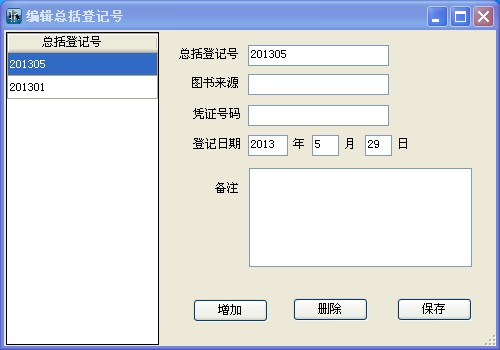 编辑总括登记号
总括登记号
201305
201301
总括登记号 201305
图书来源
凭证号码
登记日期 2013 年 5 月 29 日
备注
增加 删除 保存